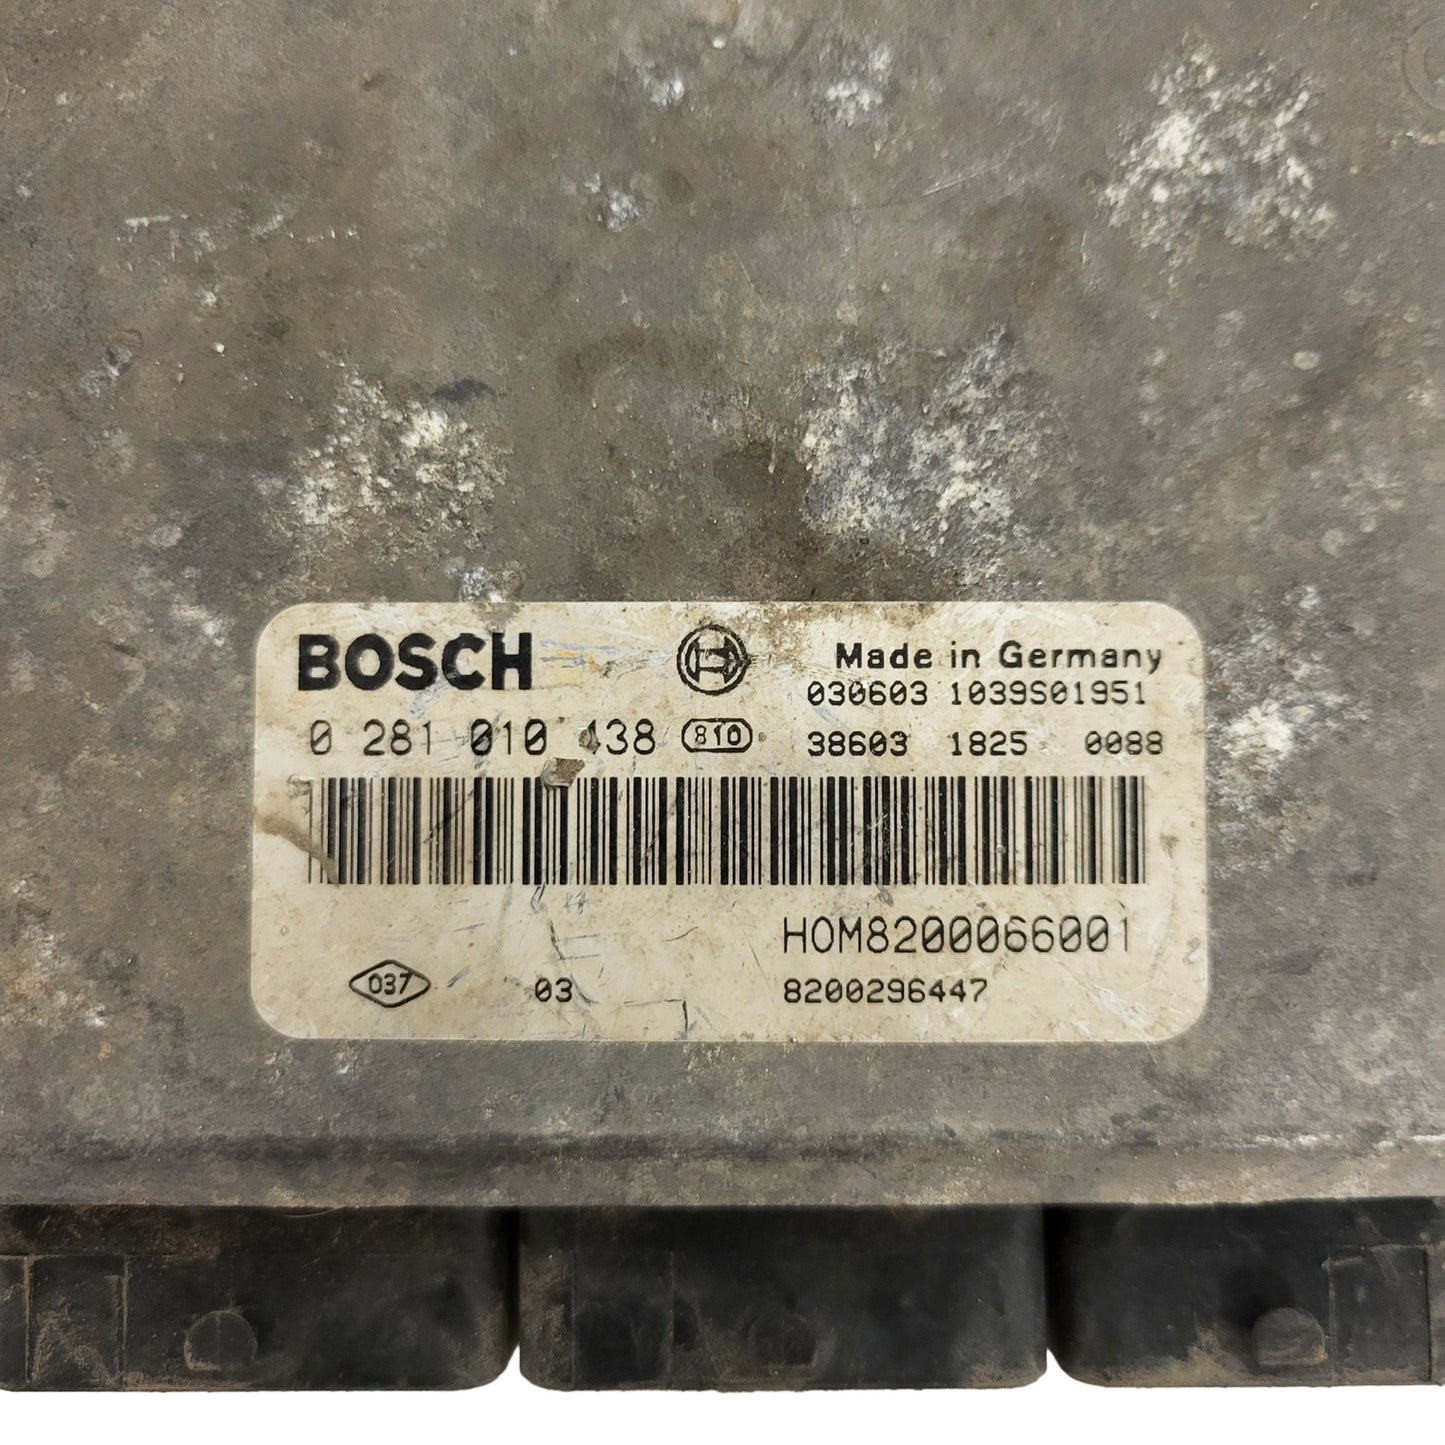 BOSCH
Made in Germany
030603 1039S01951
0 281 010 438 810
38603 1825 0088
HOM8200066001
037 03 8200296447